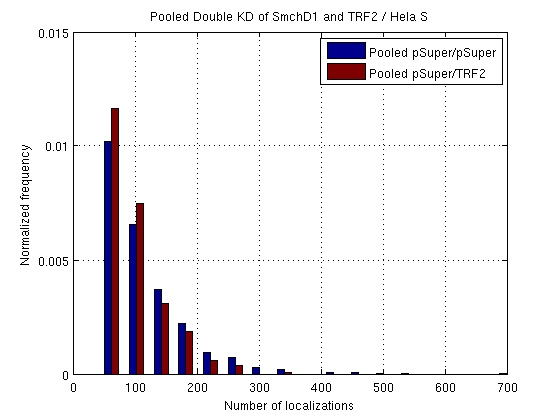 Pooled Double KD of SmchD1 and TRF2 / Hela S
Pooled pSuper/pSuper
Pooled pSuper/TRF2
Normalized frequency
0.015
0.01
0.005
0
0 100 200 300 400 500 600 700
Number of localizations